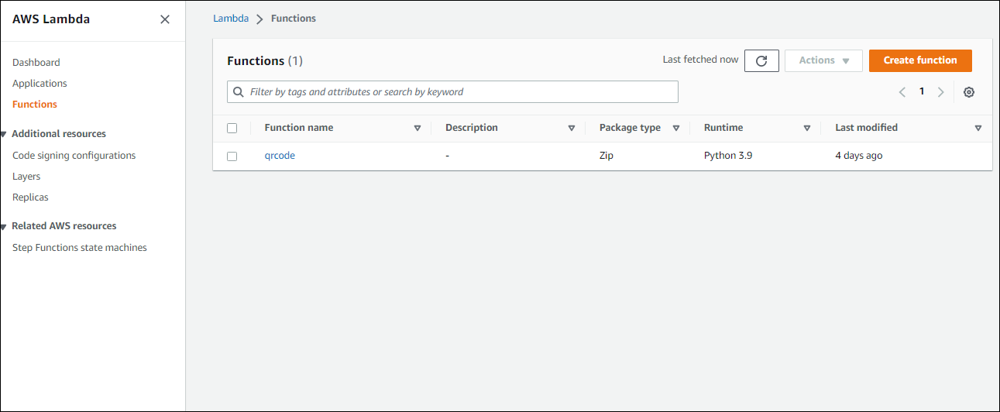 AWS Lambda
Dashboard
Applications
Functions
Additional resources
Code signing configurations
Layers
Replicas
Related AWS resources
Step Functions state machines
Lambda > Functions
Functions (1)
Last fetched now
Actions
Create function
Filter by tags and attributes or search by keyword
1
Function name Description Package type Runtime Last modified
qrcode - Zip Python 3.9 4 days ago